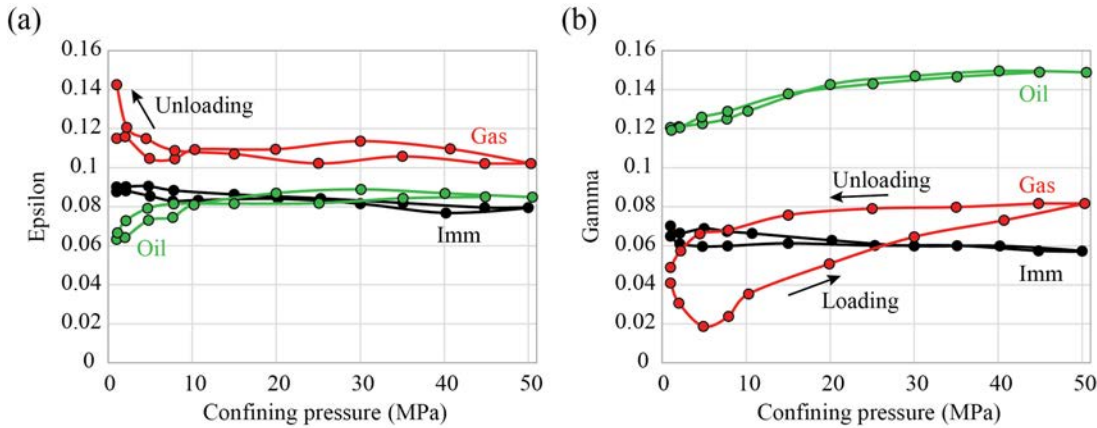 (a)
0.16
0.14
0.12
0.1
0.08
0.06
0.04
0.02
0
Epsilon
Unloading
Gas
Oil
Imm
0 10 20 30 40 50
Confining pressure (MPa)
(b)
0.16
0.14
0.12
0.1
0.08
0.06
0.04
0.02
0
Gamma
Oil
Unloading
Gas
Imm
Loading
0 10 20 30 40 50
Confining pressure (MPa)